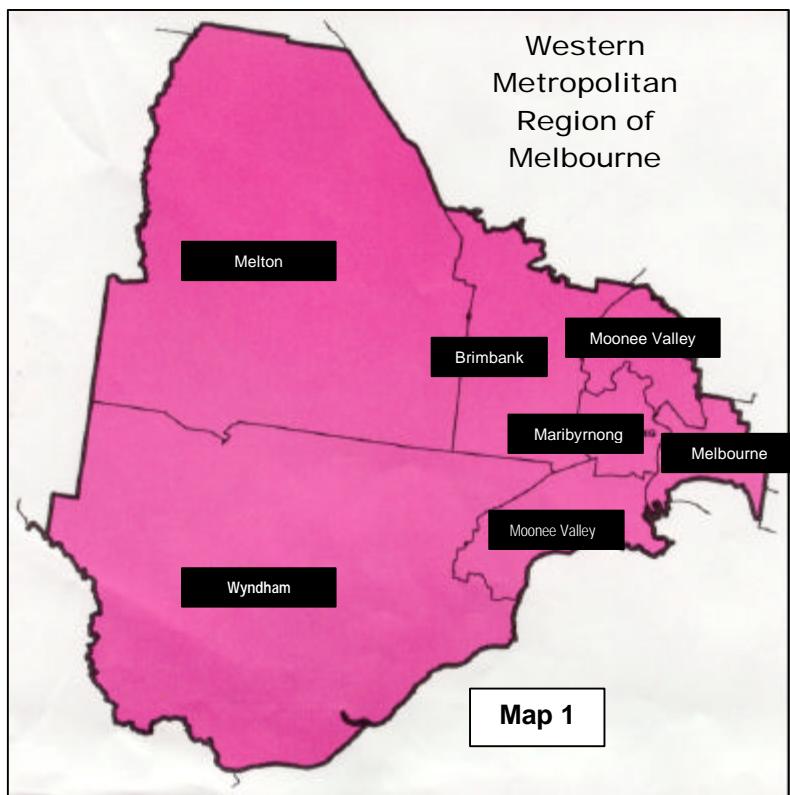 Western
Metropolitan
Region of
Melbourne
Melton
Moonee Valley
Brimbank
Maribyrnong
Melbourne
Moonee Valley
Wyndham
Map 1